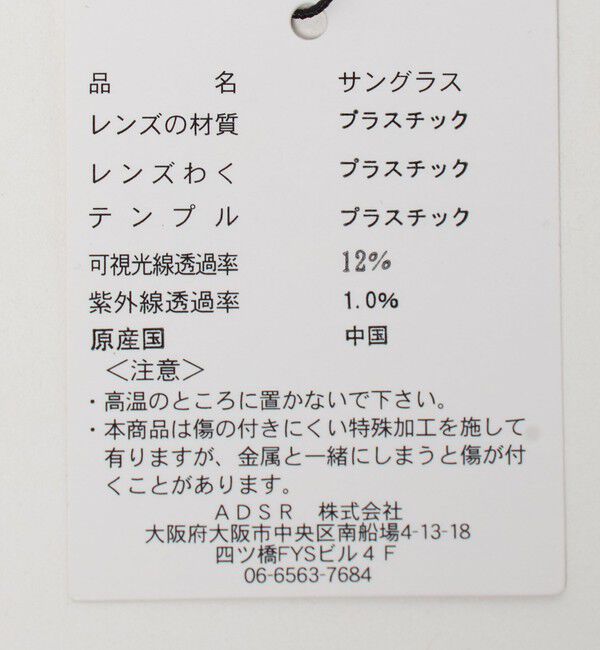 品名 サングラス
レンズの材質 プラスチック
レンズわく プラスチック
テンプル プラスチック
可視光線透過率 12%
紫外線透過率 1.0%
原産国 中国
＜注意＞
・高温のところに置かないで下さい。
・本商品は傷の付きにくい特殊加工を施して
有りますが、金属と一緒にしまうと傷が付
くことがあります。
ＡＤＳＲ 株式会社
大阪府大阪市中央区南船場4-13-18
四ツ橋FYSビル４Ｆ
06-6563-7684